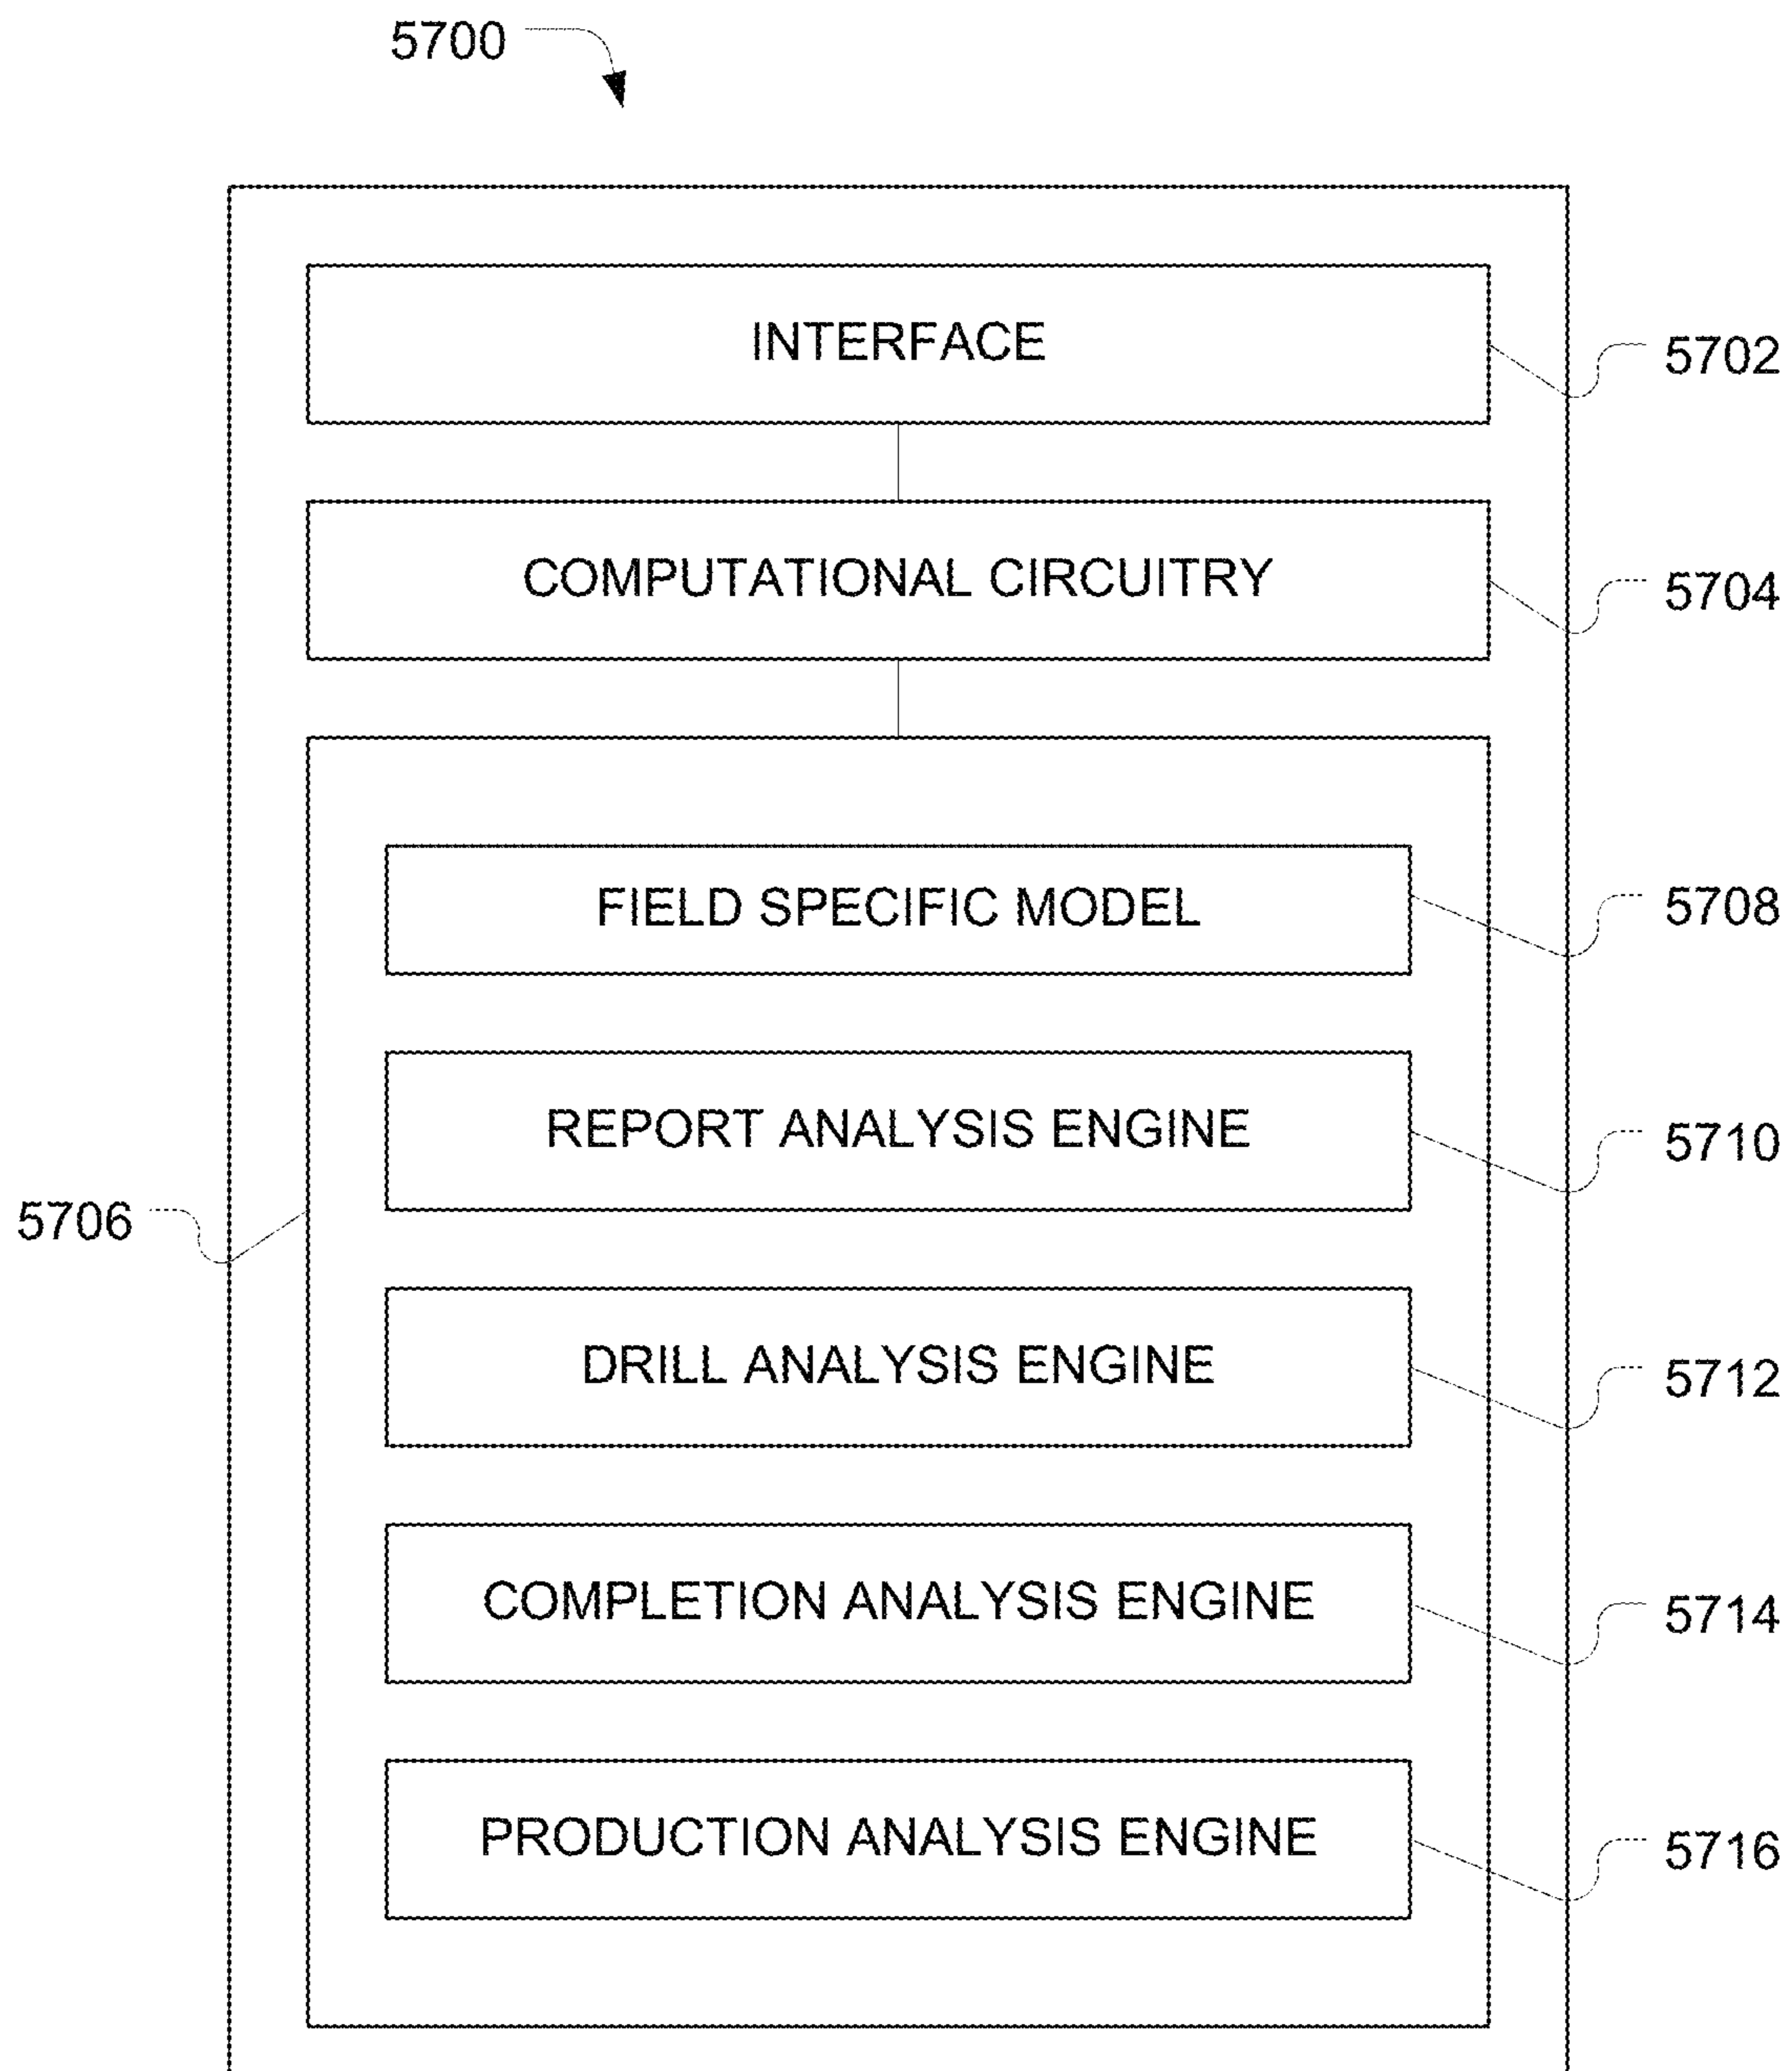 5700
INTERFACE
5702
COMPUTATIONAL CIRCUITRY
5704
FIELD SPECIFIC MODEL
5708
REPORT ANALYSIS ENGINE
5710
5706
DRILL ANALYSIS ENGINE
5712
COMPLETION ANALYSIS ENGINE
5714
PRODUCTION ANALYSIS ENGINE
5716